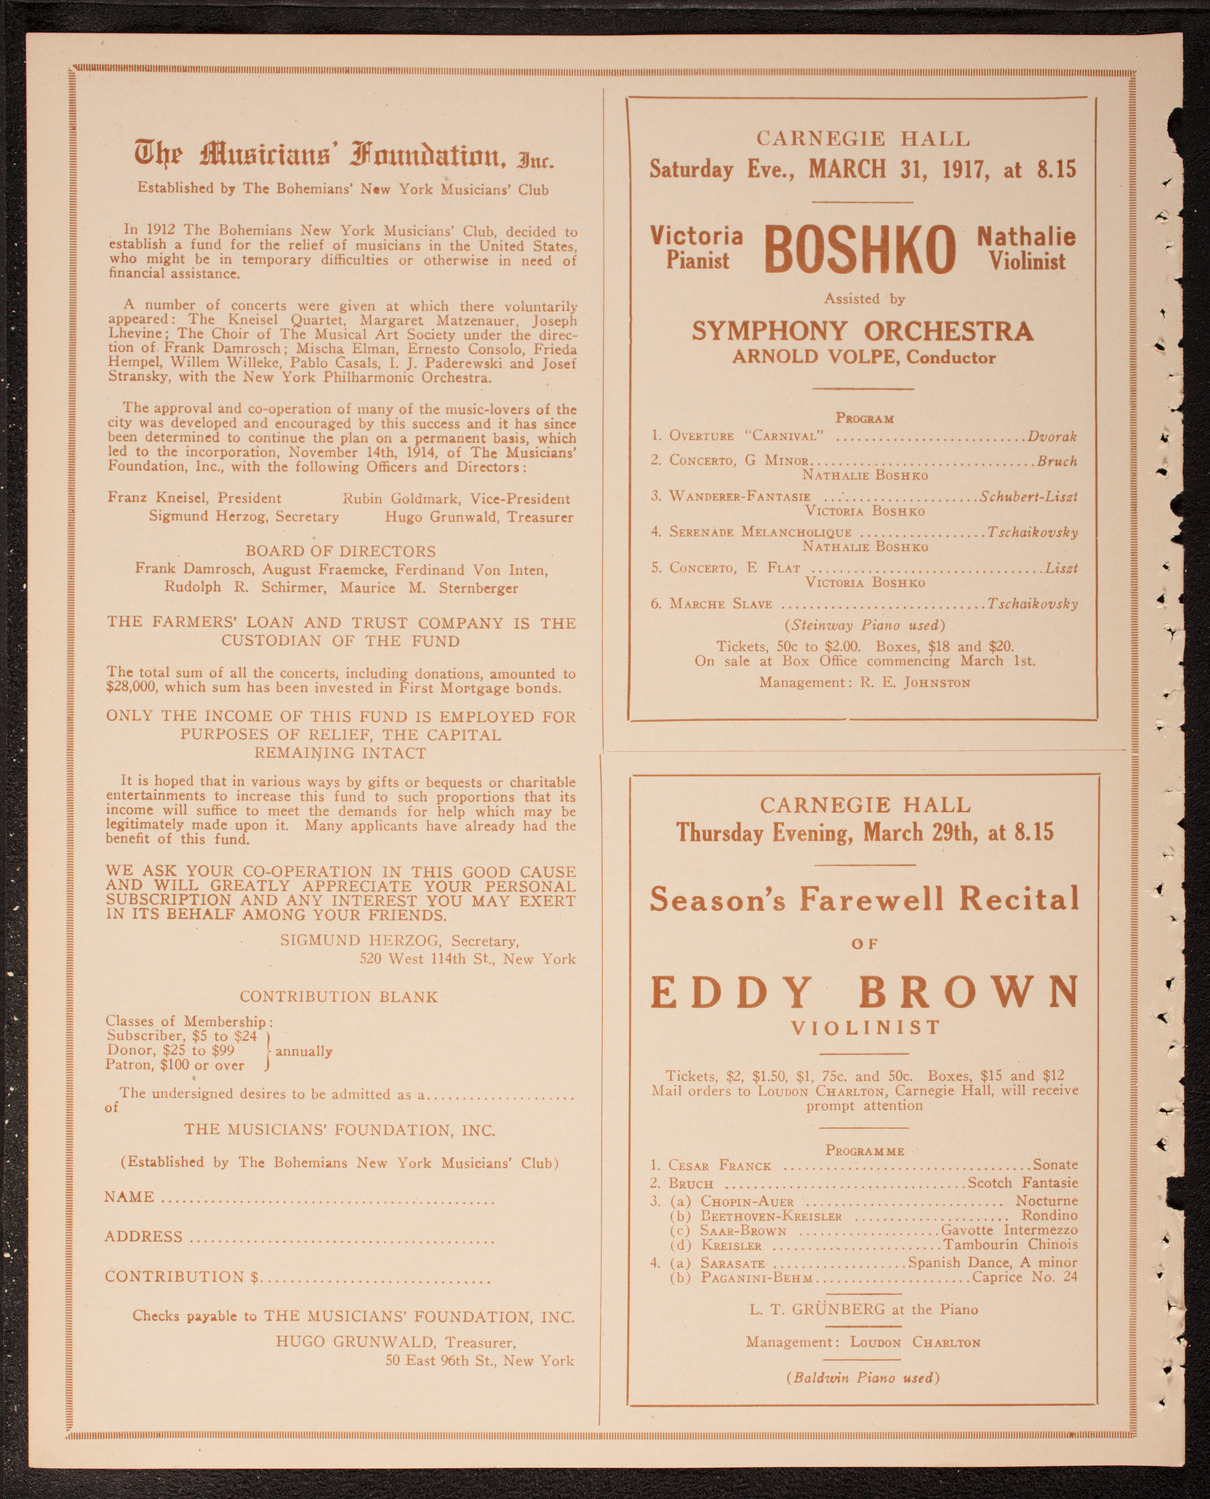 The Musicians' Foundation, Inc.
Established by The Bohemians' New York Musicians' Club
In 1912 The Bohemians New York Musicians' Club, decided to
establish a fund for the relief of musicians in the United States,
who might be in temporary difficulties or otherwise in need of
financial assistance.
A number of concerts were given at which there voluntarily
appeared: The Kneisel Quartet, Margaret Matzenauer, Joseph
Lhevine; The Choir of The Musical Art Society under the direc-
tion of Frank Damrosch; Mischa Elman, Ernesto Consolo, Frieda
Hempel, Willem Willeke, Pablo Casals, I. J. Paderewski and Josef
Stransky, with the New York Philharmonic Orchestra.
The approval and co-operation of many of the music-lovers of the
city was developed and encouraged by this success and it has since
been determined to continue the plan on a permanent basis, which
led to the incorporation, November 14th, 1914, of The Musicians'
Foundation, Inc., with the following Officers and Directors:
Franz Kneisel, President Rubin Goldmark, Vice-President
Sigmund Herzog, Secretary Hugo Grunwald, Treasurer
BOARD OF DIRECTORS
Frank Damrosch, August Fraemcke, Ferdinand Von Inten,
Rudolph R. Schirmer, Maurice M. Sternberger
THE FARMERS' LOAN AND TRUST COMPANY IS THE
CUSTODIAN OF THE FUND
The total sum of all the concerts, including donations, amounted to
$28,000, which sum has been invested in First Mortgage bonds.
ONLY THE INCOME OF THIS FUND IS EMPLOYED FOR
PURPOSES OF RELIEF, THE CAPITAL
REMAINING INTACT
It is hoped that in various ways by gifts or bequests or charitable
entertainments to increase this fund to such proportions that its
income will suffice to meet the demands for help which may be
legitimately made upon it. Many applicants have already had the
benefit of this fund.
WE ASK YOUR CO-OPERATION IN THIS GOOD CAUSE
AND WILL GREATLY APPRECIATE YOUR PERSONAL
SUBSCRIPTION AND ANY INTEREST YOU MAY EXERT
IN ITS BEHALF AMONG YOUR FRIENDS.
SIGMUND HERZOG, Secretary,
520 West 114th St., New York
CONTRIBUTION BLANK
Classes of Membership:
Subscriber, $5 to $24
Donor, $25 to $99 } annually
Patron, $100 or over
The undersigned desires to be admitted as a.....................
of
THE MUSICIANS' FOUNDATION, INC.
(Established by The Bohemians New York Musicians' Club)
NAME ...............................................
ADDRESS ...........................................
CONTRIBUTION $.................................
Checks payable to THE MUSICIANS' FOUNDATION, INC.
HUGO GRUNWALD, Treasurer,
50 East 96th St., New York
CARNEGIE HALL
Saturday Eve., MARCH 31, 1917, at 8.15
Victoria BOSHKO Nathalie
Pianist Violinist
Assisted by
SYMPHONY ORCHESTRA
ARNOLD VOLPE, Conductor
PROGRAM
1. OVERTURE "CARNIVAL" ...........................Dvorak
2. CONCERTO, G MINOR................................Bruch
NATHALIE BOSHKO
3. WANDERER-FANTASIE ......................Schubert-Liszt
VICTORIA BOSHKO
4. SERENADE MELANCHOLIQUE ..................Tschaikovsky
NATHALIE BOSHKO
5. CONCERTO, E FLAT .................................Liszt
VICTORIA BOSHKO
6. MARCHE SLAVE .............................Tschaikovsky
(Steinway Piano used)
Tickets, 50c to $2.00. Boxes, $18 and $20.
On sale at Box Office commencing March 1st.
Management: R. E. JOHNSTON
CARNEGIE HALL
Thursday Evening, March 29th, at 8.15
Season's Farewell Recital
OF
EDDY BROWN
VIOLINIST
Tickets, $2, $1.50, $1, 75c. and 50c. Boxes, $15 and $12
Mail orders to LOUDON CHARLTON, Carnegie Hall, will receive
prompt attention
PROGRAMME
1. CESAR FRANCK ...................................Sonate
2. BRUCH ..................................Scotch Fantasie
3. (a) CHOPIN-AUER ............................ Nocturne
(b) BEETHOVEN-KREISLER ...................... Rondino
(c) SAAR-BROWN ....................Gavotte Intermezzo
(d) KREISLER ........................Tambourin Chinois
4. (a) SARASATE ...................Spanish Dance, A minor
(b) PAGANINI-BEHM......................Caprice No. 24
L. T. GRÜNBERG at the Piano
Management: LOUDON CHARLTON
(Baldwin Piano used)